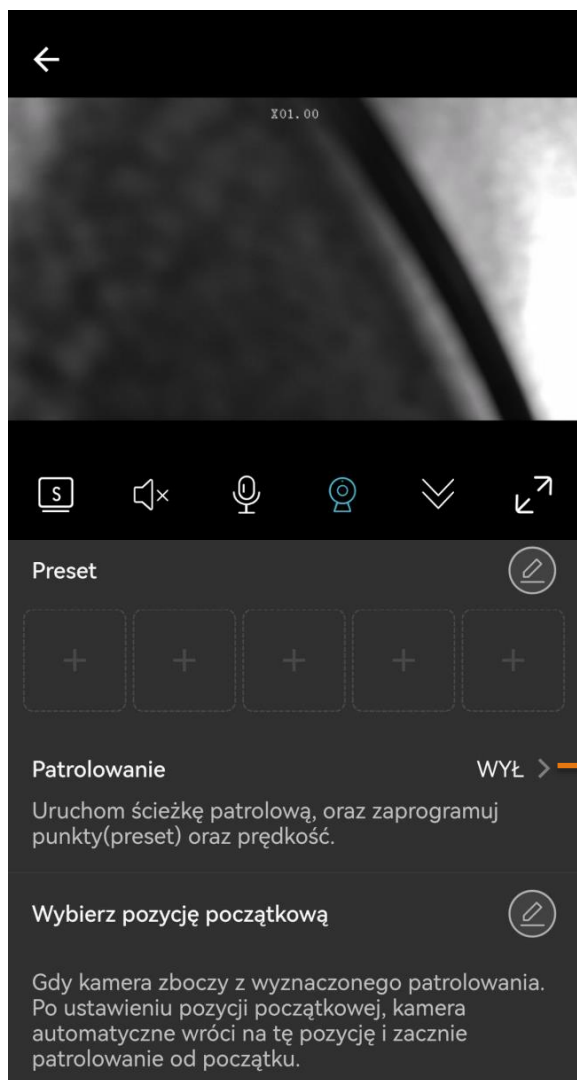 X01.00
S
Preset
Patrolowanie WYŁ
Uruchom ścieżkę patrolową, oraz zaprogramuj
punkty(preset) oraz prędkość.
Wybierz pozycję początkową
Gdy kamera zboczy z wyznaczonego patrolowania.
Po ustawieniu pozycji początkowej, kamera
automatyczne wróci na tę pozycję i zacznie
patrolowanie od początku.